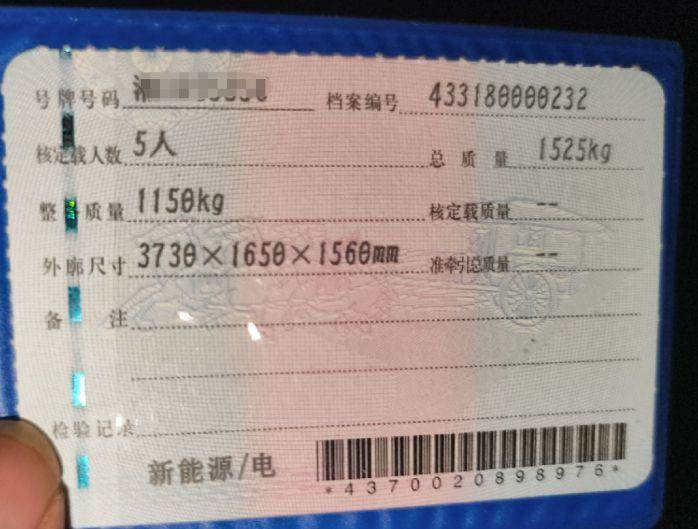 号牌号码 档案编号 433180000232
核定载人数 5人 总质量 1525kg
整备质量 1150kg 核定载质量 --
外廓尺寸 3730×1650×1560mm 准牵引总质量 --
备注
检验记录
新能源/电
*4370020898976*